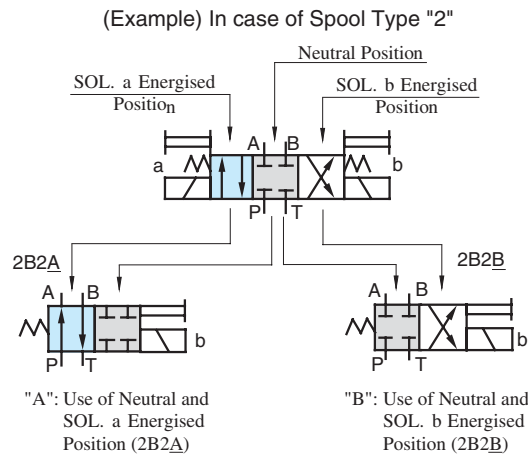 (Example) In case of Spool Type "2"
Neutral Position
SOL. a Energised
Position
SOL. b Energised
Position
A B
a b
P T
2B2A 2B2B
A B A B
b b
P T P T
"A": Use of Neutral and
SOL. a Energised
Position (2B2A)
"B": Use of Neutral and
SOL. b Energised
Position (2B2B)